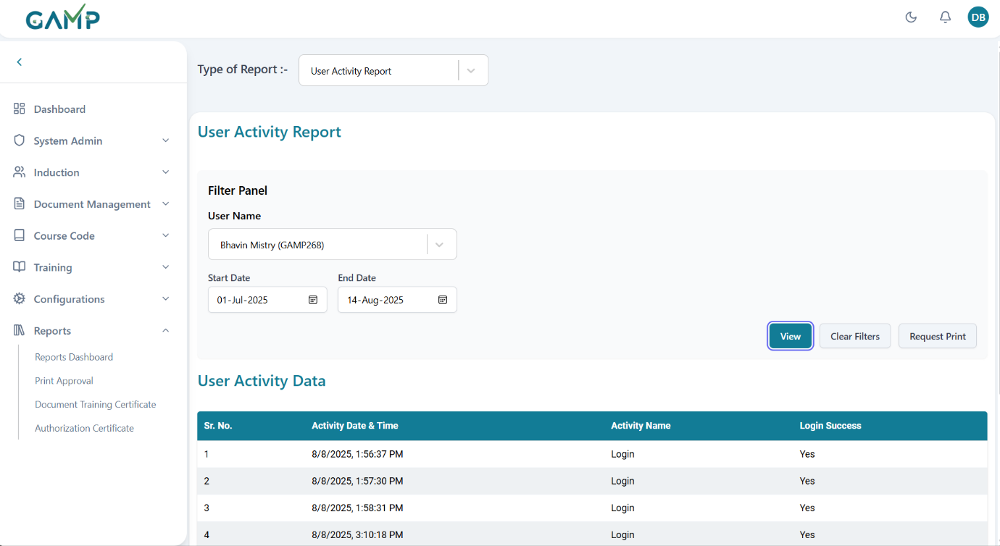 GAMP
DB
Type of Report :-
User Activity Report
Dashboard
System Admin
Induction
Document Management
Course Code
Training
Configurations
Reports
Reports Dashboard
Print Approval
Document Training Certificate
Authorization Certificate
User Activity Report
Filter Panel
User Name
Bhavin Mistry (GAMP268)
Start Date End Date
01-Jul-2025 14-Aug-2025
View Clear Filters Request Print
User Activity Data
Sr. No. Activity Date & Time Activity Name Login Success
1 8/8/2025, 1:56:37 PM Login Yes
2 8/8/2025, 1:57:30 PM Login Yes
3 8/8/2025, 1:58:31 PM Login Yes
4 8/8/2025, 3:10:18 PM Login Yes